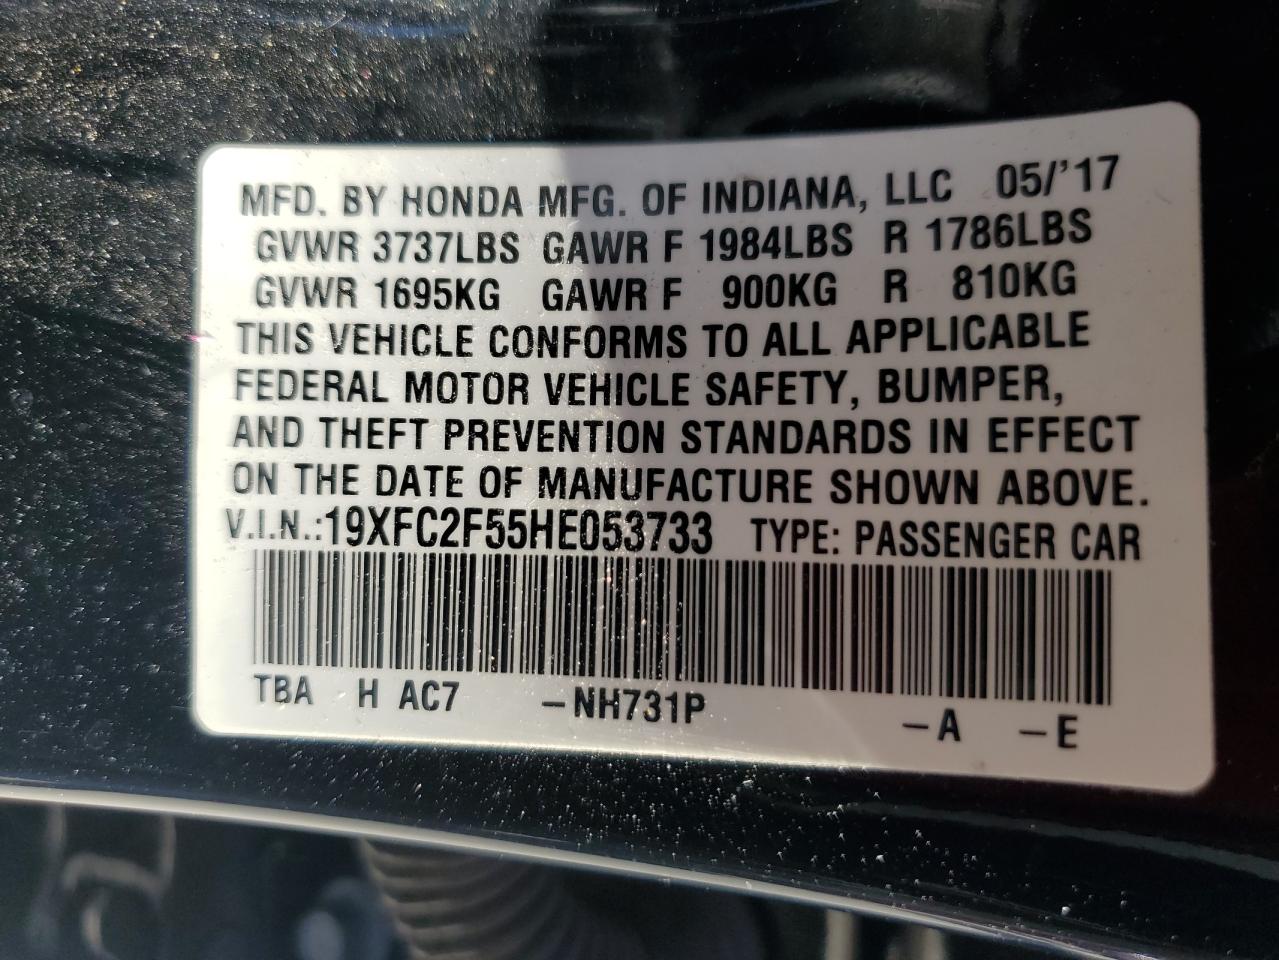 MFD. BY HONDA MFG. OF INDIANA, LLC 05/'17
GVWR 3737LBS GAWR F 1984LBS R 1786LBS
GVWR 1695KG GAWR F 900KG R 810KG
THIS VEHICLE CONFORMS TO ALL APPLICABLE
FEDERAL MOTOR VEHICLE SAFETY, BUMPER,
AND THEFT PREVENTION STANDARDS IN EFFECT
ON THE DATE OF MANUFACTURE SHOWN ABOVE.
V.I.N.:19XFC2F55HE053733 TYPE: PASSENGER CAR
TBA H AC7 -NH731P -A -E